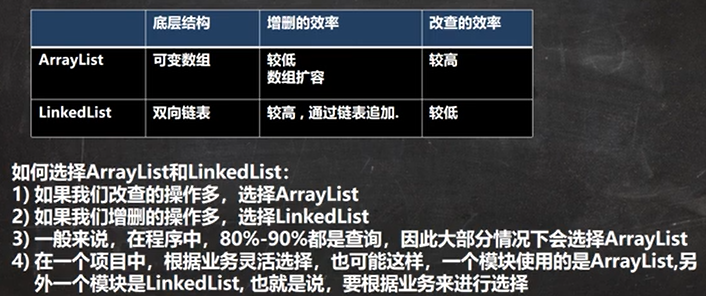 底层结构 增删的效率 改查的效率
ArrayList 可变数组 较低 较高
数组扩容
LinkedList 双向链表 较高，通过链表追加. 较低
如何选择ArrayList和LinkedList：
1) 如果我们改查的操作多，选择ArrayList
2) 如果我们增删的操作多，选择LinkedList
3) 一般来说，在程序中，80%-90%都是查询，因此大部分情况下会选择ArrayList
4) 在一个项目中，根据业务灵活选择，也可能这样，一个模块使用的是ArrayList,另
外一个模块是LinkedList, 也就是说，要根据业务来进行选择